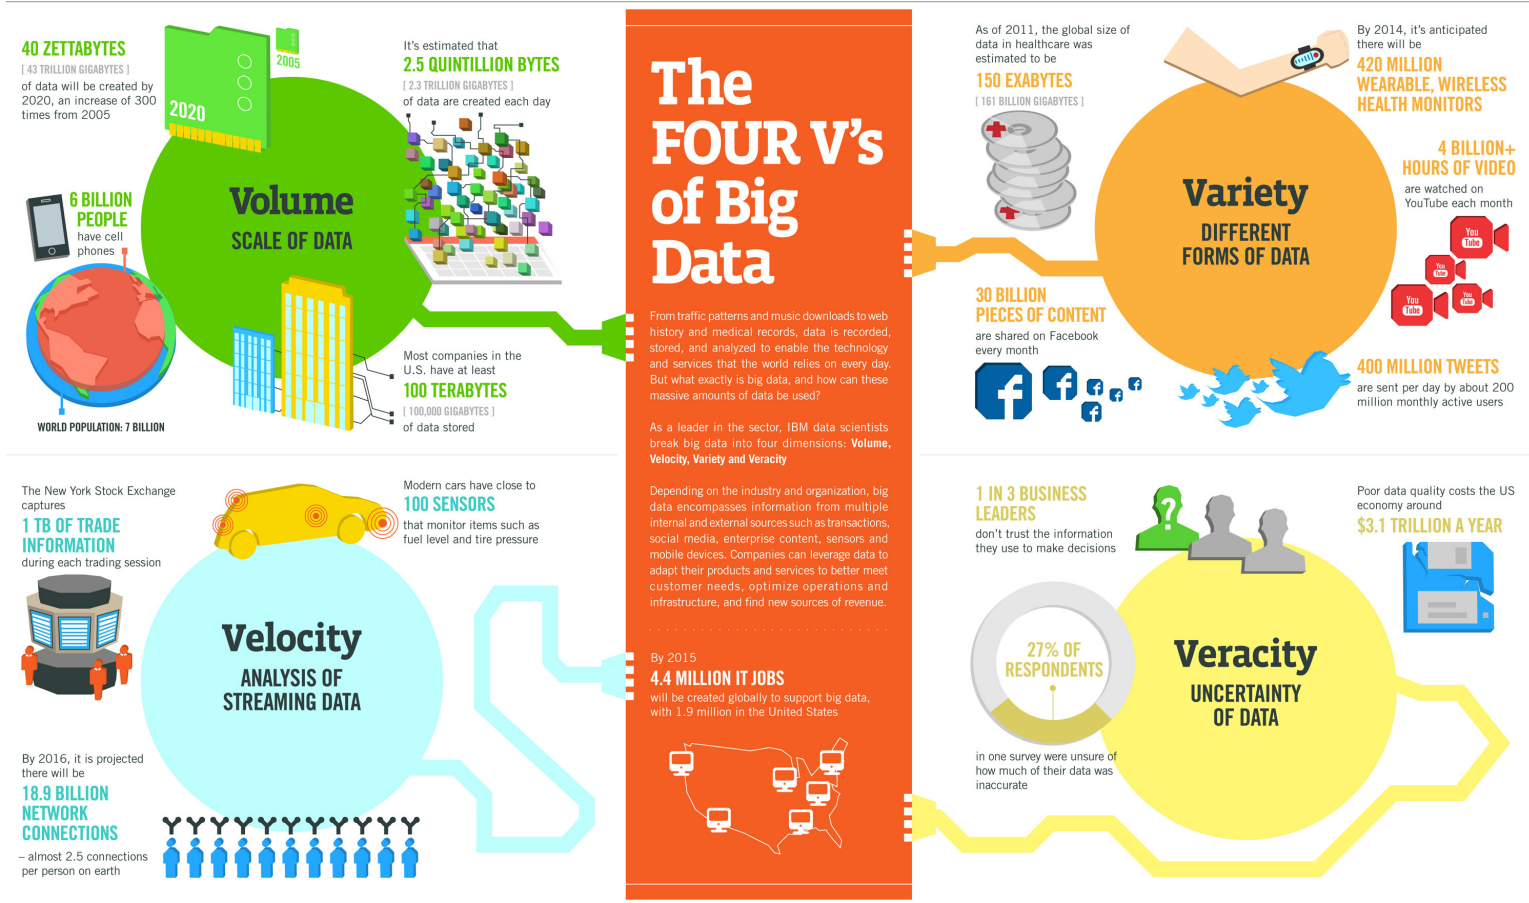 40 ZETTABYTES
[ 43 TRILLION GIGABYTES ]
of data will be created by
2020, an increase of 300
times from 2005
2005
2020
It's estimated that
2.5 QUINTILLION BYTES
[ 2.3 TRILLION GIGABYTES ]
of data are created each day
6 BILLION
PEOPLE
have cell
phones
WORLD POPULATION: 7 BILLION
Volume
SCALE OF DATA
Most companies in the
U.S. have at least
100 TERABYTES
[ 100,000 GIGABYTES ]
of data stored
The New York Stock Exchange
captures
1 TB OF TRADE
INFORMATION
during each trading session
Modern cars have close to
100 SENSORS
that monitor items such as
fuel level and tire pressure
Velocity
ANALYSIS OF
STREAMING DATA
By 2016, it is projected
there will be
18.9 BILLION
NETWORK
CONNECTIONS
– almost 2.5 connections
per person on earth
The
FOUR V's
of Big
Data
From traffic patterns and music downloads to web
history and medical records, data is recorded,
stored, and analyzed to enable the technology
and services that the world relies on every day.
But what exactly is big data, and how can these
massive amounts of data be used?
As a leader in the sector, IBM data scientists
break big data into four dimensions: Volume,
Velocity, Variety and Veracity
Depending on the industry and organization, big
data encompasses information from multiple
internal and external sources such as transactions,
social media, enterprise content, sensors and
mobile devices. Companies can leverage data to
adapt their products and services to better meet
customer needs, optimize operations and
infrastructure, and find new sources of revenue.
By 2015
4.4 MILLION IT JOBS
will be created globally to support big data,
with 1.9 million in the United States
As of 2011, the global size of
data in healthcare was
estimated to be
150 EXABYTES
[ 161 BILLION GIGABYTES ]
By 2014, it's anticipated
there will be
420 MILLION
WEARABLE, WIRELESS
HEALTH MONITORS
4 BILLION+
HOURS OF VIDEO
are watched on
YouTube each month
You
Tube
You
Tube
You
Tube
You
Tube
Variety
DIFFERENT
FORMS OF DATA
30 BILLION
PIECES OF CONTENT
are shared on Facebook
every month
f
f
f
f
f
f
400 MILLION TWEETS
are sent per day by about 200
million monthly active users
1 IN 3 BUSINESS
LEADERS
don't trust the information
they use to make decisions
?
Poor data quality costs the US
economy around
$3.1 TRILLION A YEAR
27% OF
RESPONDENTS
in one survey were unsure of
how much of their data was
inaccurate
Veracity
UNCERTAINTY
OF DATA